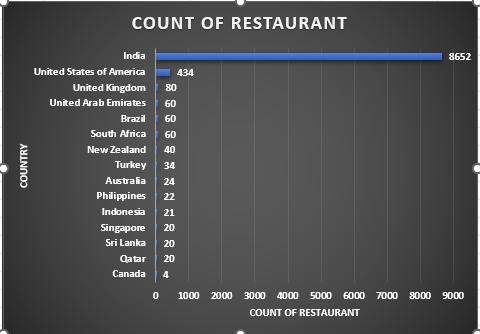 COUNT OF RESTAURANT
India 8652
United States of America 434
United Kingdom 80
United Arab Emirates 60
Brazil 60
South Africa 60
New Zealand 40
Turkey 34
Australia 24
Philippines 22
Indonesia 21
Singapore 20
Sri Lanka 20
Qatar 20
Canada 4
COUNTRY
0 1000 2000 3000 4000 5000 6000 7000 8000 9000
COUNT OF RESTAURANT